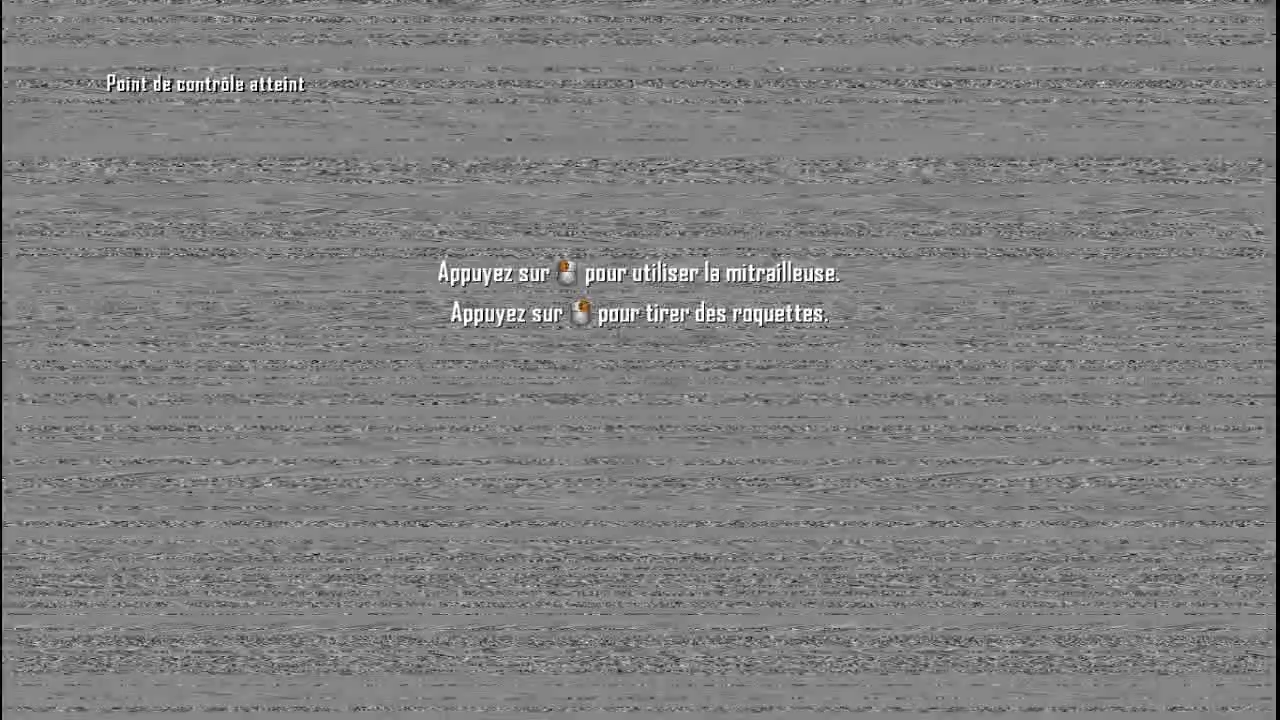 Point de contrôle atteint
Appuyez sur pour utiliser la mitrailleuse.
Appuyez sur pour tirer des roquettes.